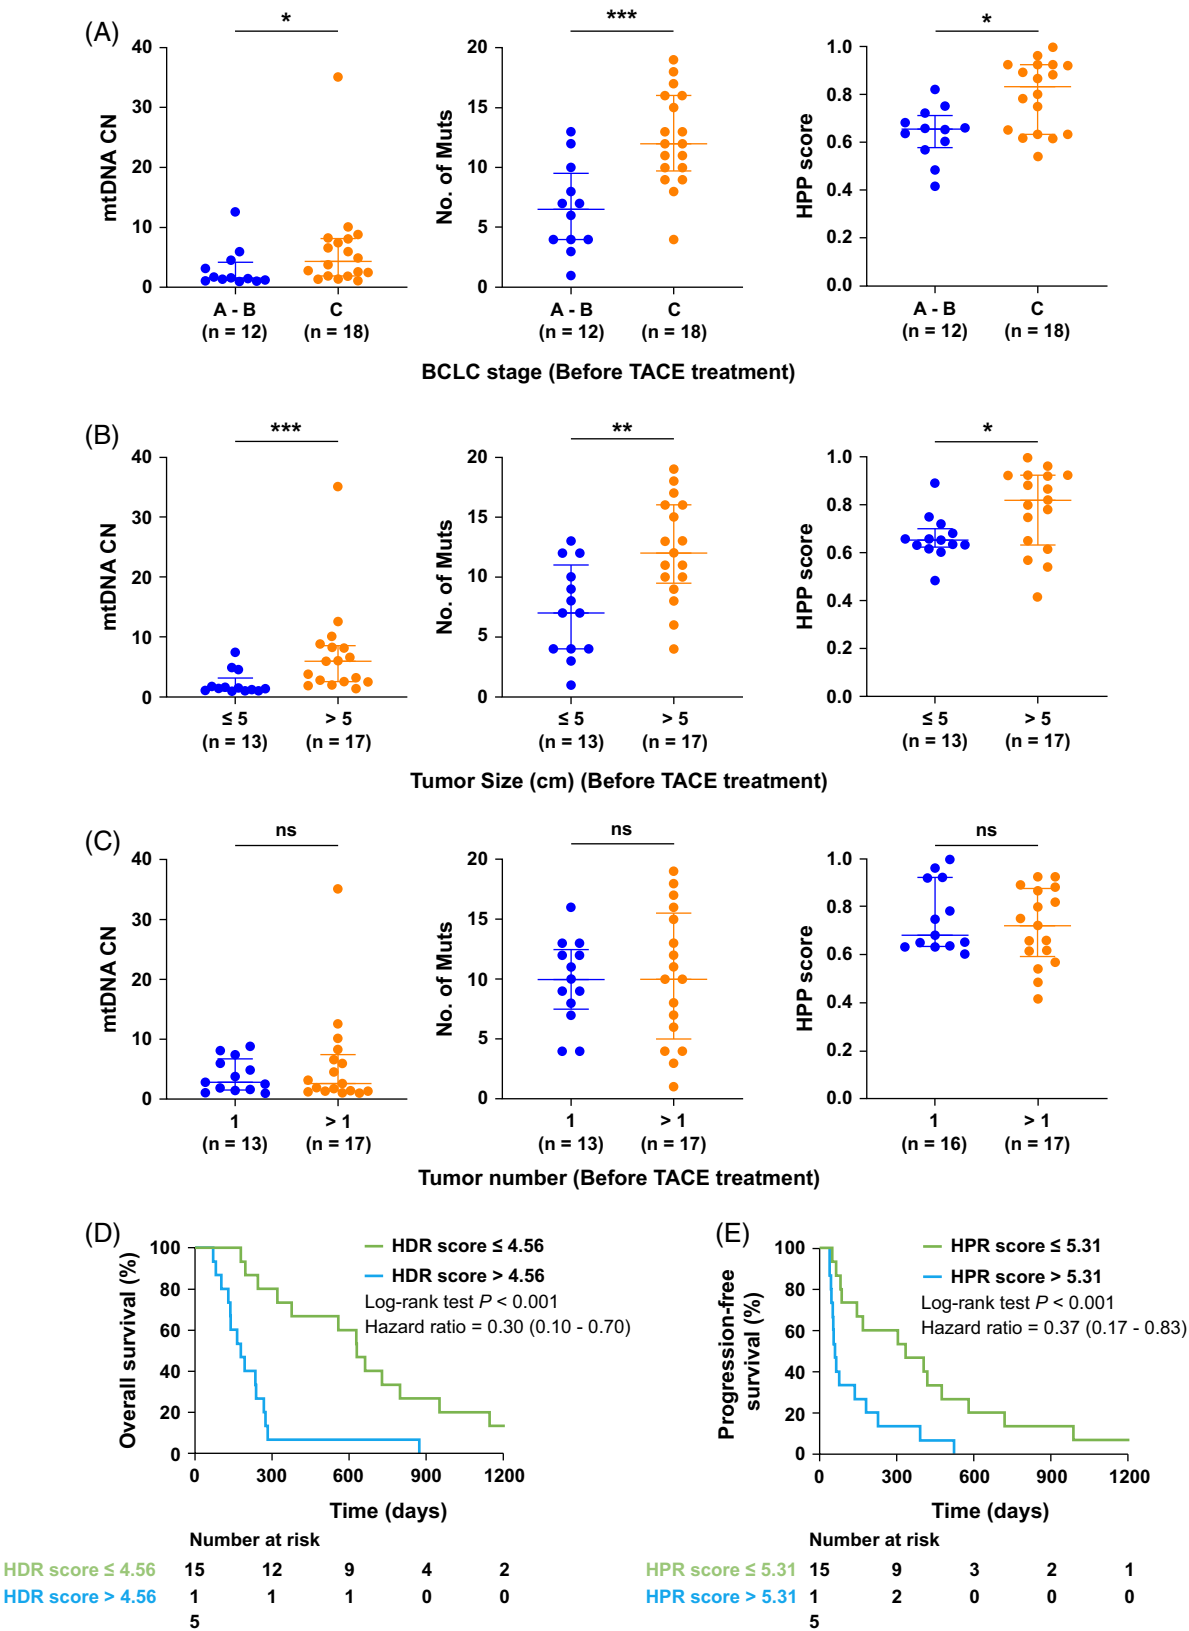 (A)
* *** *
mtDNA CN
40
30
20
10
0
A - B C
(n = 12) (n = 18)
No. of Muts
20
15
10
5
0
A - B C
(n = 12) (n = 18)
HPP score
1.0
0.8
0.6
0.4
0.2
0.0
A - B C
(n = 12) (n = 18)
BCLC stage (Before TACE treatment)
(B)
*** ** *
mtDNA CN
40
30
20
10
0
≤ 5 > 5
(n = 13) (n = 17)
No. of Muts
20
15
10
5
0
≤ 5 > 5
(n = 13) (n = 17)
HPP score
1.0
0.8
0.6
0.4
0.2
0.0
≤ 5 > 5
(n = 13) (n = 17)
Tumor Size (cm) (Before TACE treatment)
(C)
ns ns ns
mtDNA CN
40
30
20
10
0
1 > 1
(n = 13) (n = 17)
No. of Muts
20
15
10
5
0
1 > 1
(n = 13) (n = 17)
HPP score
1.0
0.8
0.6
0.4
0.2
0.0
1 > 1
(n = 16) (n = 17)
Tumor number (Before TACE treatment)
(D)
HDR score ≤ 4.56
HDR score > 4.56
Log-rank test P < 0.001
Hazard ratio = 0.30 (0.10 - 0.70)
Overall survival (%)
100
80
60
40
20
0
0 300 600 900 1200
Time (days)
Number at risk
HDR score ≤ 4.56 15 12 9 4 2
HDR score > 4.56 1 1 1 0 0
5
(E)
HPR score ≤ 5.31
HPR score > 5.31
Log-rank test P < 0.001
Hazard ratio = 0.37 (0.17 - 0.83)
Progression-free
survival (%)
100
80
60
40
20
0
0 300 600 900 1200
Time (days)
Number at risk
HPR score ≤ 5.31 15 9 3 2 1
HPR score > 5.31 1 2 0 0 0
5